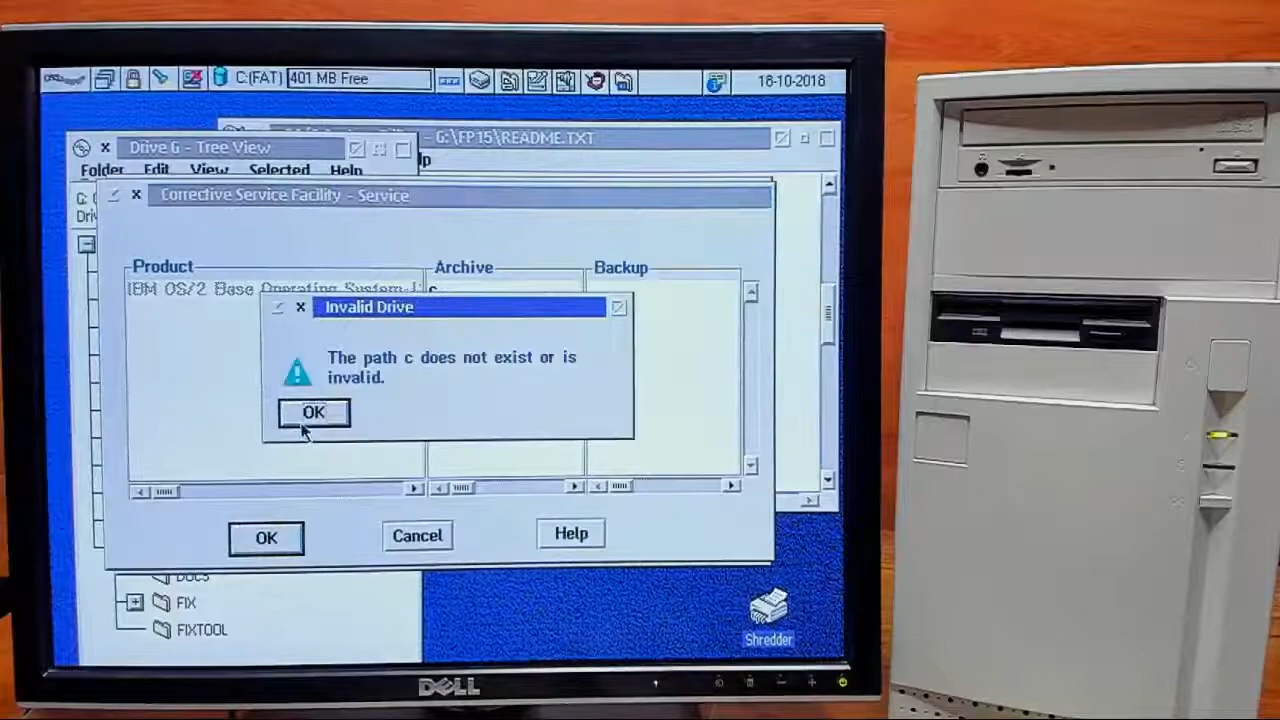 C:(FAT) 401 MB Free
18-10-2018
G:\FP15\README.TXT
Drive G - Tree View
Folder Edit View Selected Help
Corrective Service Facility - Service
Product Archive Backup
IBM OS/2 Base Operating System c
Invalid Drive
The path c does not exist or is
invalid.
OK
OK Cancel Help
DOCS
FIX
FIXTOOL
Shredder
DELL